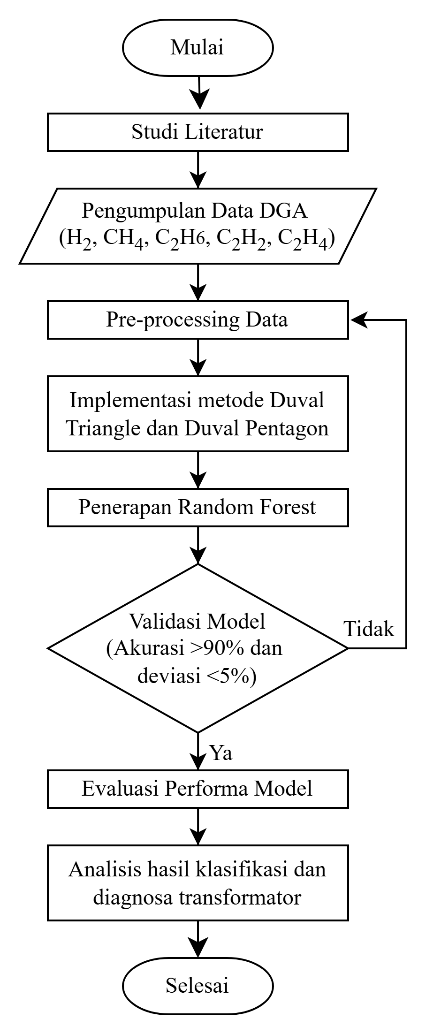 Mulai
Studi Literatur
Pengumpulan Data DGA
(H₂, CH₄, C₂H6, C₂H₂, C₂H₄)
Pre-processing Data
Implementasi metode Duval
Triangle dan Duval Pentagon
Penerapan Random Forest
Validasi Model
(Akurasi >90% dan
deviasi <5%)
Tidak
Ya
Evaluasi Performa Model
Analisis hasil klasifikasi dan
diagnosa transformator
Selesai